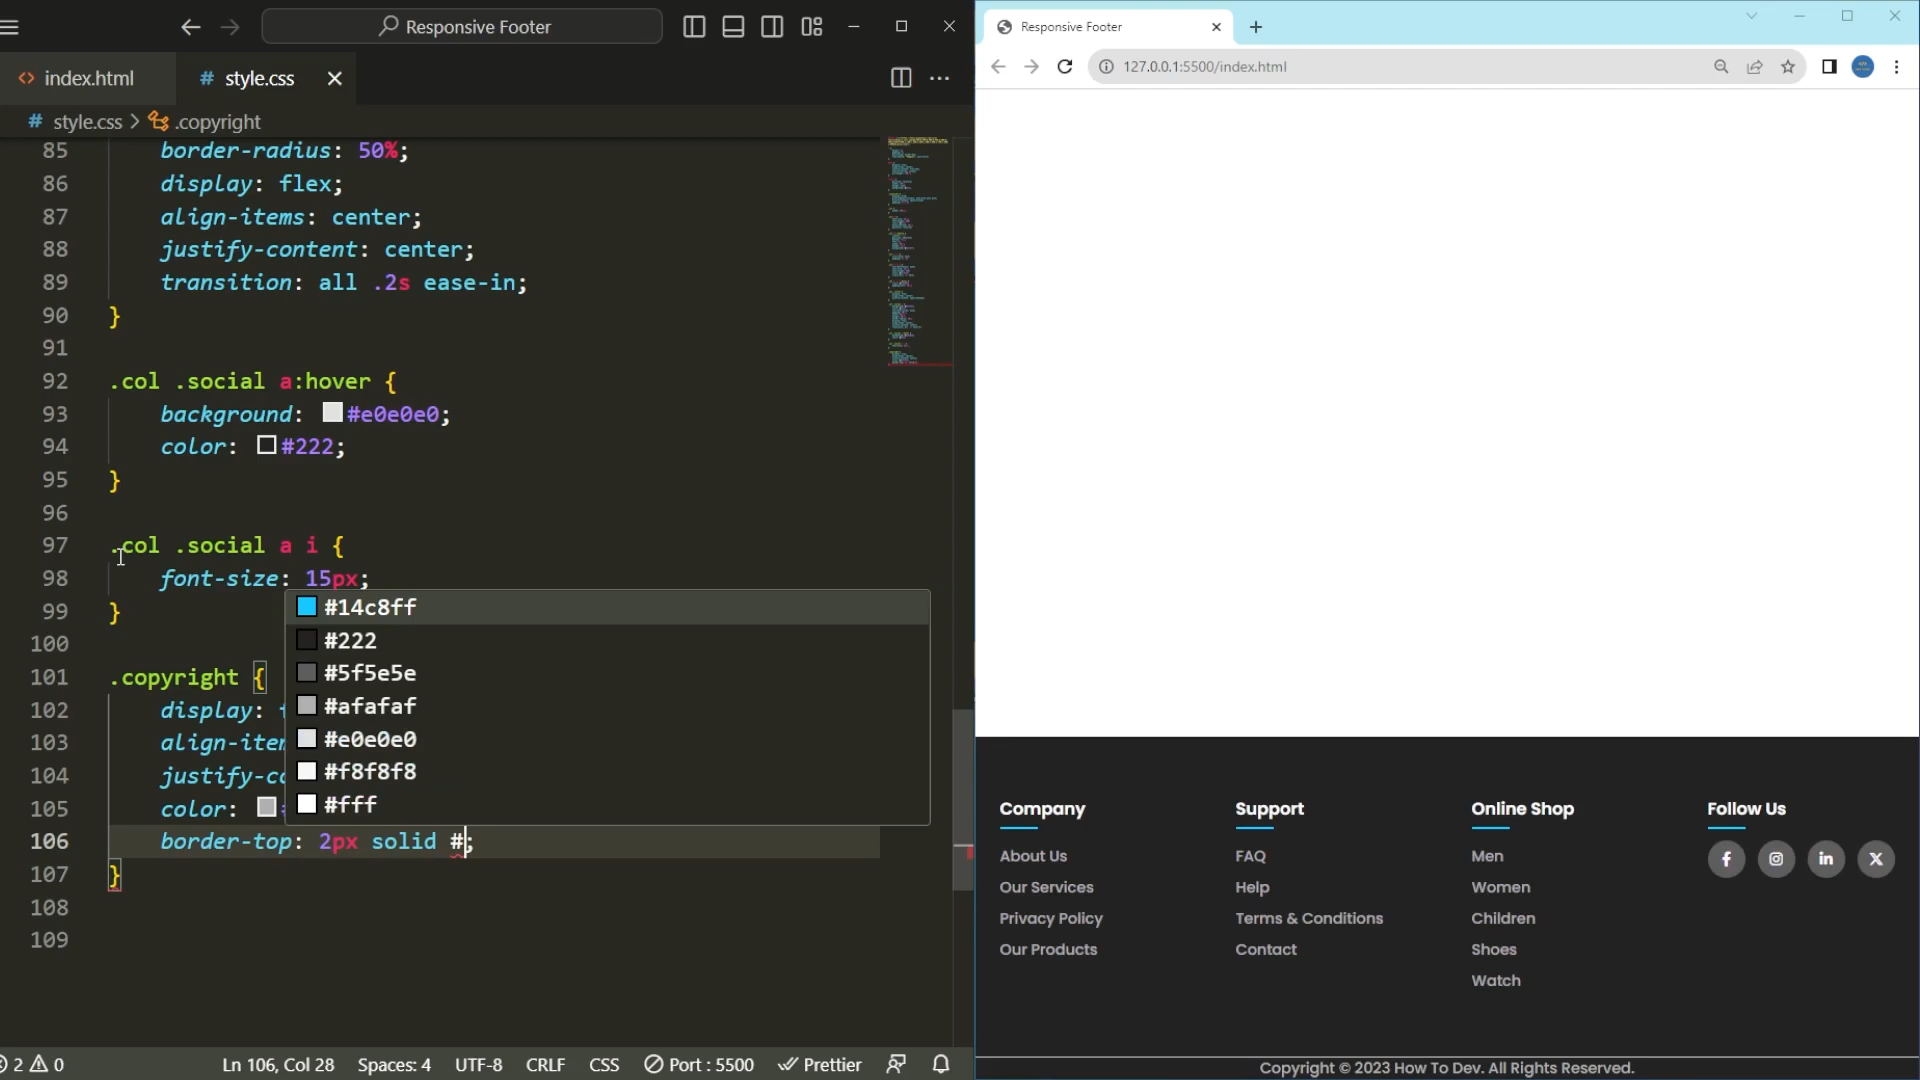 Responsive Footer
index.html
# style.css
# style.css > .copyright
85 border-radius: 50%;
86 display: flex;
87 align-items: center;
88 justify-content: center;
89 transition: all .2s ease-in;
90 }
91
92 .col .social a:hover {
93 background: #e0e0e0;
94 color: #222;
95 }
96
97 .col .social a i {
98 font-size: 15px;
99 }
100
101 .copyright {
102 display:
103 align-item
104 justify-co
105 color:
106 border-top: 2px solid #;
107 }
108
109
#14c8ff
#222
#5f5e5e
#afafaf
#e0e0e0
#f8f8f8
#fff
2 0
Ln 106, Col 28
Spaces: 4
UTF-8
CRLF
CSS
Port : 5500
Prettier
Responsive Footer
127.0.0.1:5500/index.html
Company
About Us
Our Services
Privacy Policy
Our Products
Support
FAQ
Help
Terms & Conditions
Contact
Online Shop
Men
Women
Children
Shoes
Watch
Follow Us
Copyright © 2023 How To Dev. All Rights Reserved.